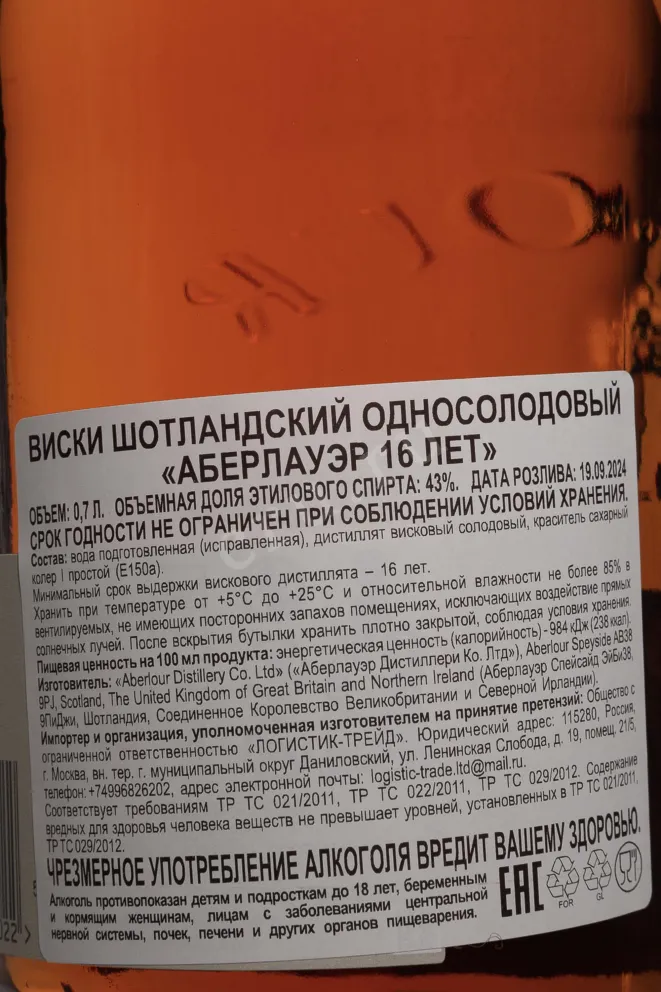 ВИСКИ ШОТЛАНДСКИЙ ОДНОСОЛОДОВЫЙ
«АБЕРЛАУЭР 16 ЛЕТ»
ОБЪЕМ: 0,7 Л. ОБЪЕМНАЯ ДОЛЯ ЭТИЛОВОГО СПИРТА: 43%. ДАТА РОЗЛИВА: 19.09.2024
СРОК ГОДНОСТИ НЕ ОГРАНИЧЕН ПРИ СОБЛЮДЕНИИ УСЛОВИЙ ХРАНЕНИЯ.
Состав: вода подготовленная (исправленная), дистиллят висковый солодовый, краситель сахарный
колер I простой (Е150а).
Минимальный срок выдержки вискового дистиллята – 16 лет.
Хранить при температуре от +5°С до +25°С и относительной влажности не более 85% в
вентилируемых, не имеющих посторонних запахов помещениях, исключающих воздействие прямых
солнечных лучей. После вскрытия бутылки хранить плотно закрытой, соблюдая условия хранения.
Пищевая ценность на 100 мл продукта: энергетическая ценность (калорийность) - 984 кДж (238 ккал).
Изготовитель: «Aberlour Distillery Co. Ltd» («Аберлауэр Дистиллери Ко. Лтд»), Aberlour Speyside AB38
9PJ, Scotland, The United Kingdom of Great Britain and Northern Ireland (Аберлауэр Спейсайд ЭйБи38,
9ПиДжи, Шотландия, Соединенное Королевство Великобритании и Северной Ирландии).
Импортер и организация, уполномоченная изготовителем на принятие претензий: Общество с
ограниченной ответственностью «ЛОГИСТИК-ТРЕЙД». Юридический адрес: 115280, Россия,
г. Москва, вн. тер. г. муниципальный округ Даниловский, ул. Ленинская Слобода, д. 19, помещ. 21/5,
телефон: +74996826202, адрес электронной почты: logistic-trade.ltd@mail.ru.
Соответствует требованиям ТР ТС 021/2011, ТР ТС 022/2011, ТР ТС 029/2012. Содержание
вредных для здоровья человека веществ не превышает уровней, установленных в ТР ТС 021/2011,
ТР ТС 029/2012.
ЧРЕЗМЕРНОЕ УПОТРЕБЛЕНИЕ АЛКОГОЛЯ ВРЕДИТ ВАШЕМУ ЗДОРОВЬЮ.
Алкоголь противопоказан детям и подросткам до 18 лет, беременным
и кормящим женщинам, лицам с заболеваниями центральной
нервной системы, почек, печени и других органов пищеварения.
ЕАС
FOR
GL
022 >